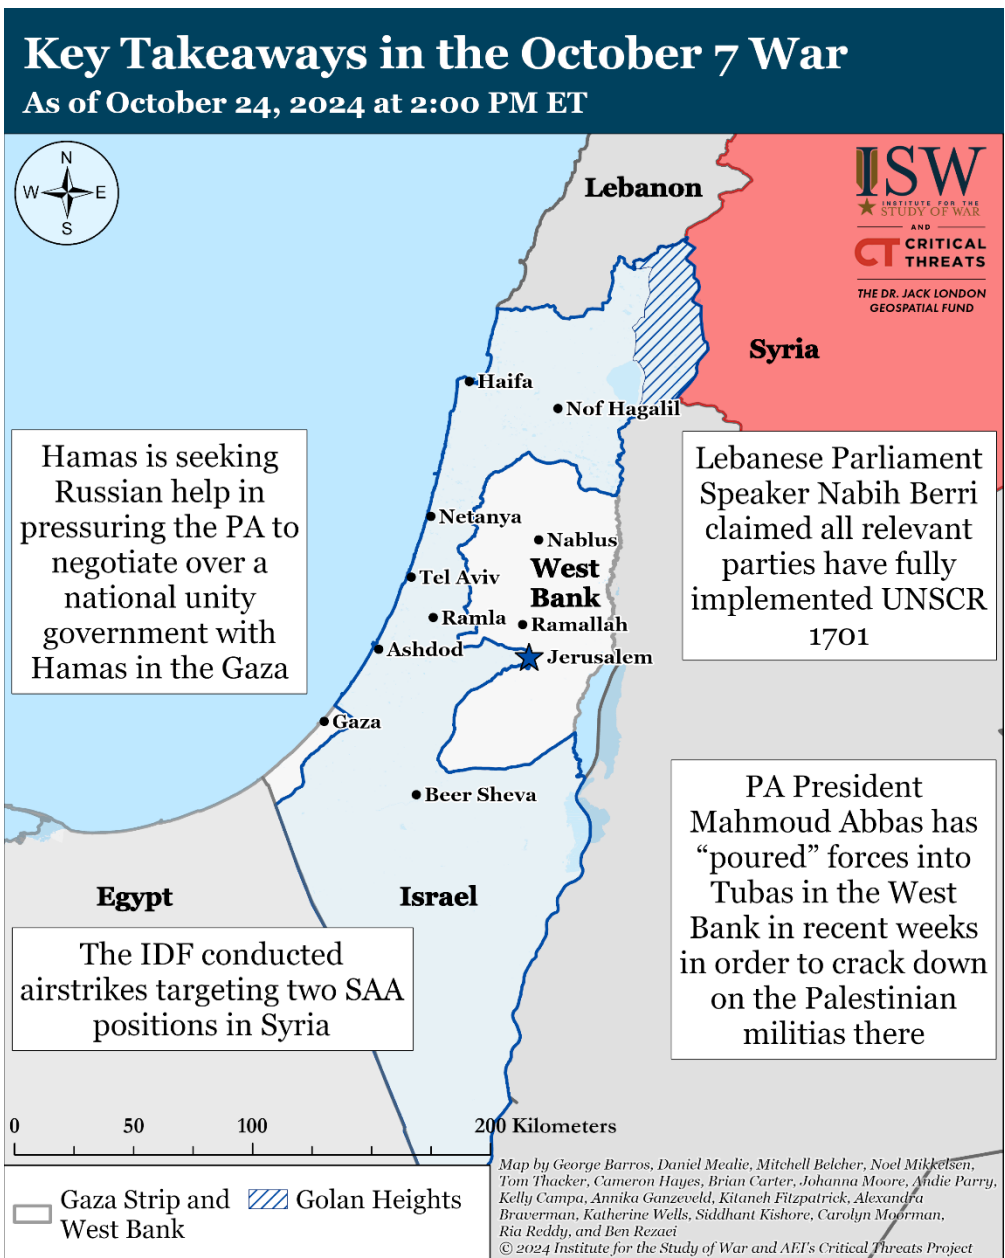 Key Takeaways in the October 7 War
As of October 24, 2024 at 2:00 PM ET
N
W
E
S
ISW
INSTITUTE FOR THE
STUDY OF WAR
AND
CT CRITICAL
THREATS
THE DR. JACK LONDON
GEOSPATIAL FUND
Lebanon
Syria
Haifa
Nof Hagalil
Hamas is seeking
Russian help in
pressuring the PA to
negotiate over a
national unity
government with
Hamas in the Gaza
Lebanese Parliament
Speaker Nabih Berri
claimed all relevant
parties have fully
implemented UNSCR
1701
Netanya
Nablus
West
Bank
Tel Aviv
Ramla
Ramallah
Ashdod
Jerusalem
Gaza
Beer Sheva
PA President
Mahmoud Abbas has
“poured” forces into
Tubas in the West
Bank in recent weeks
in order to crack down
on the Palestinian
militias there
Egypt
Israel
The IDF conducted
airstrikes targeting two SAA
positions in Syria
0 50 100 200 Kilometers
Gaza Strip and
West Bank
Golan Heights
Map by George Barros, Daniel Mealie, Mitchell Belcher, Noel Mikkelsen,
Tom Thacker, Cameron Hayes, Brian Carter, Johanna Moore, Andie Parry,
Kelly Campa, Annika Ganzeveld, Kitaneh Fitzpatrick, Alexandra
Braverman, Katherine Wells, Siddhant Kishore, Carolyn Moorman,
Ria Reddy, and Ben Rezaei
© 2024 Institute for the Study of War and AEI's Critical Threats Project